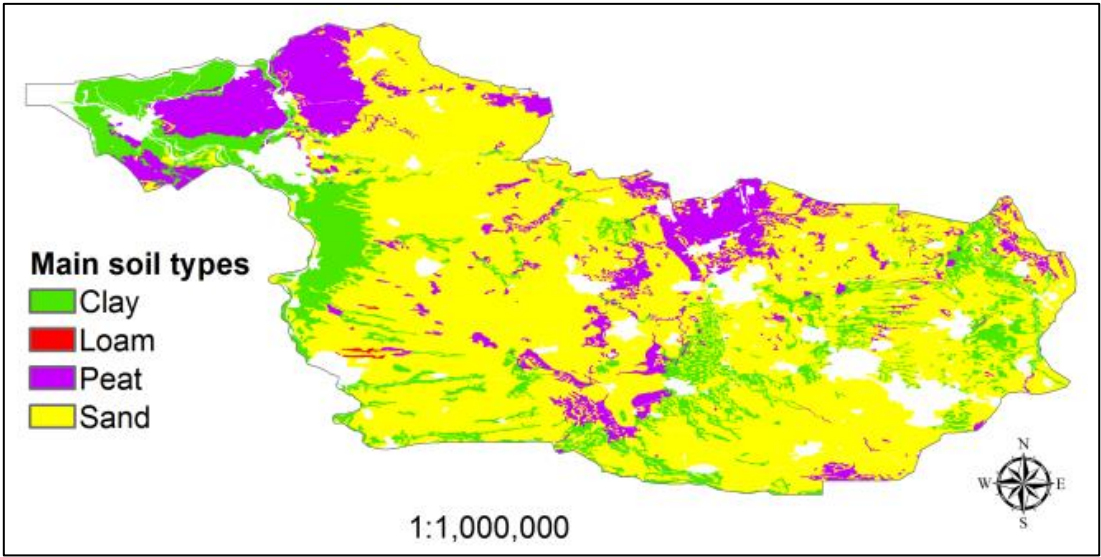 Main soil types
Clay
Loam
Peat
Sand
N
W E
S
1:1,000,000